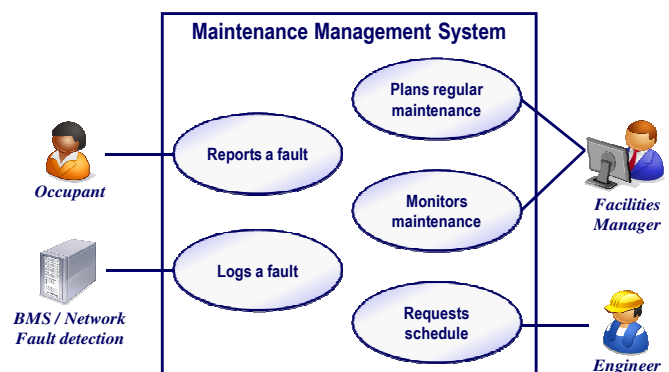 Maintenance Management System
Plans regular
maintenance
Reports a fault
Occupant
Monitors
maintenance
Facilities
Manager
Logs a fault
BMS / Network
Fault detection
Requests
schedule
Engineer